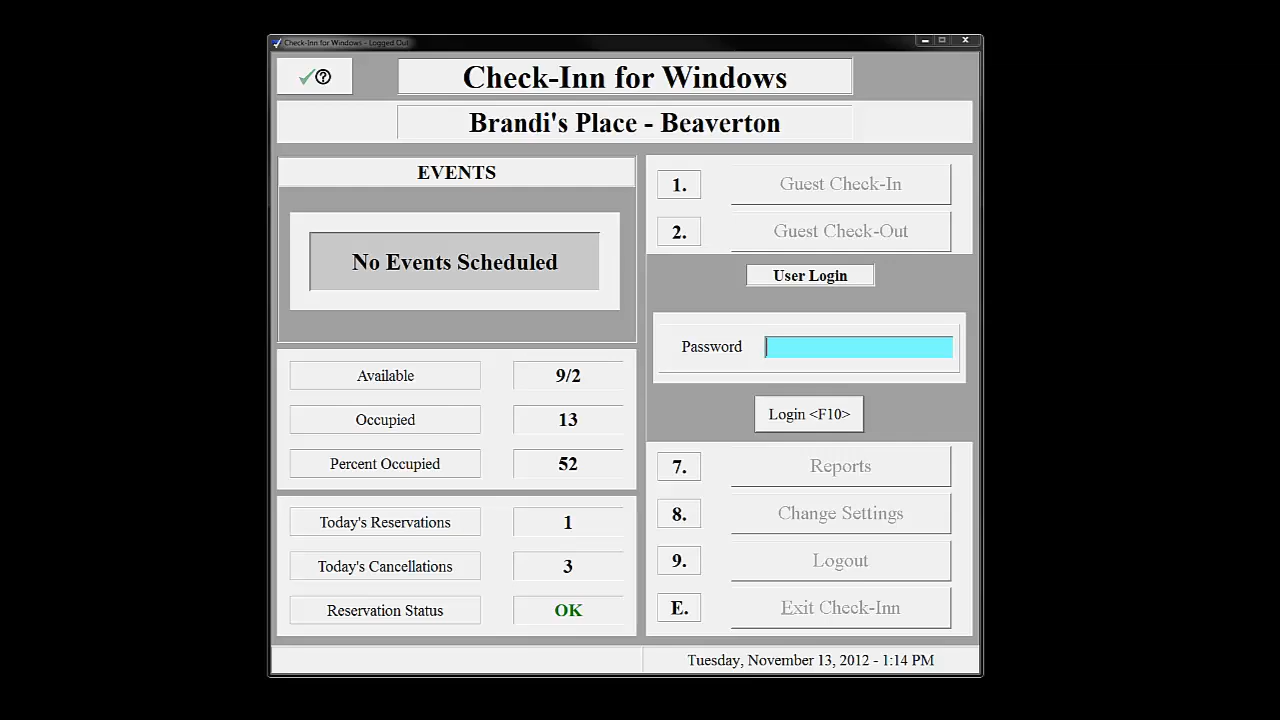 Check-Inn for Windows - Logged Out
Check-Inn for Windows
Brandi's Place - Beaverton
EVENTS
No Events Scheduled
Available 9/2
Occupied 13
Percent Occupied 52
Today's Reservations 1
Today's Cancellations 3
Reservation Status OK
1. Guest Check-In
2. Guest Check-Out
User Login
Password
Login <F10>
7. Reports
8. Change Settings
9. Logout
E. Exit Check-Inn
Tuesday, November 13, 2012 - 1:14 PM